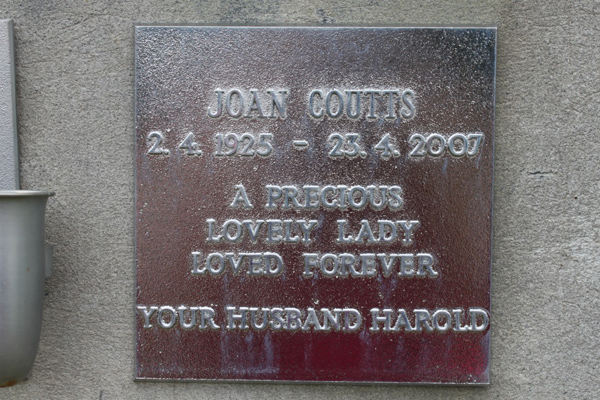 JOAN COUTTS
2. 4. 1925 - 23. 4. 2007
A PRECIOUS
LOVELY LADY
LOVED FOREVER
YOUR HUSBAND HAROLD